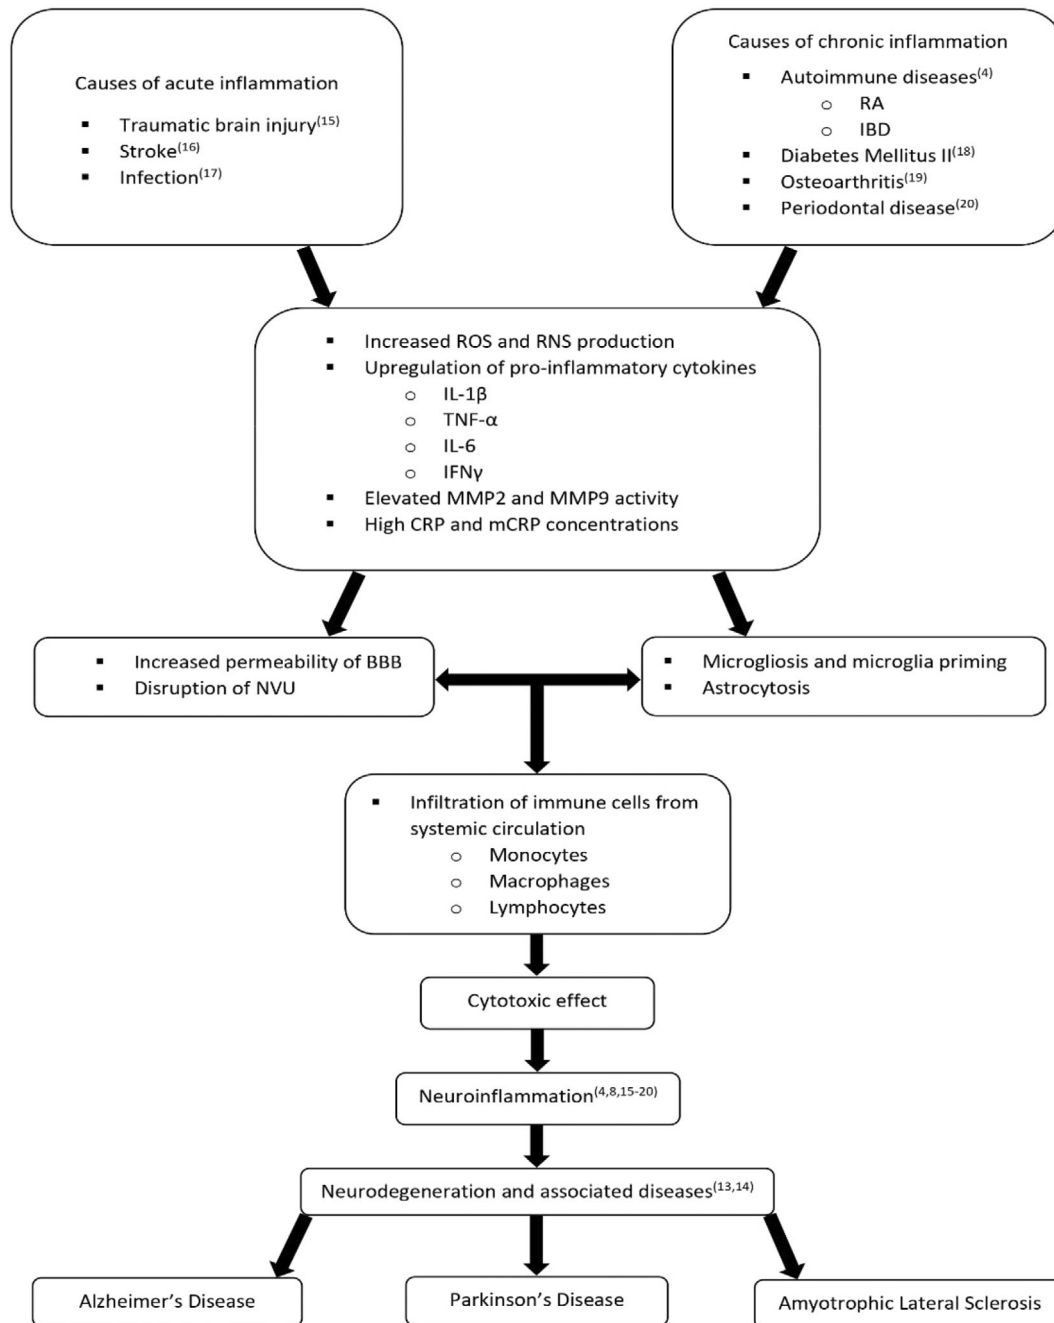 Causes of acute inflammation
▪ Traumatic brain injury(15)
▪ Stroke(16)
▪ Infection(17)
Causes of chronic inflammation
▪ Autoimmune diseases(4)
o RA
o IBD
▪ Diabetes Mellitus II(18)
▪ Osteoarthritis(19)
▪ Periodontal disease(20)
▪ Increased ROS and RNS production
▪ Upregulation of pro-inflammatory cytokines
o IL-1β
o TNF-α
o IL-6
o IFNγ
▪ Elevated MMP2 and MMP9 activity
▪ High CRP and mCRP concentrations
▪ Increased permeability of BBB
▪ Disruption of NVU
▪ Microgliosis and microglia priming
▪ Astrocytosis
▪ Infiltration of immune cells from
systemic circulation
o Monocytes
o Macrophages
o Lymphocytes
Cytotoxic effect
Neuroinflammation(4,8,15-20)
Neurodegeneration and associated diseases(13,14)
Alzheimer's Disease
Parkinson's Disease
Amyotrophic Lateral Sclerosis